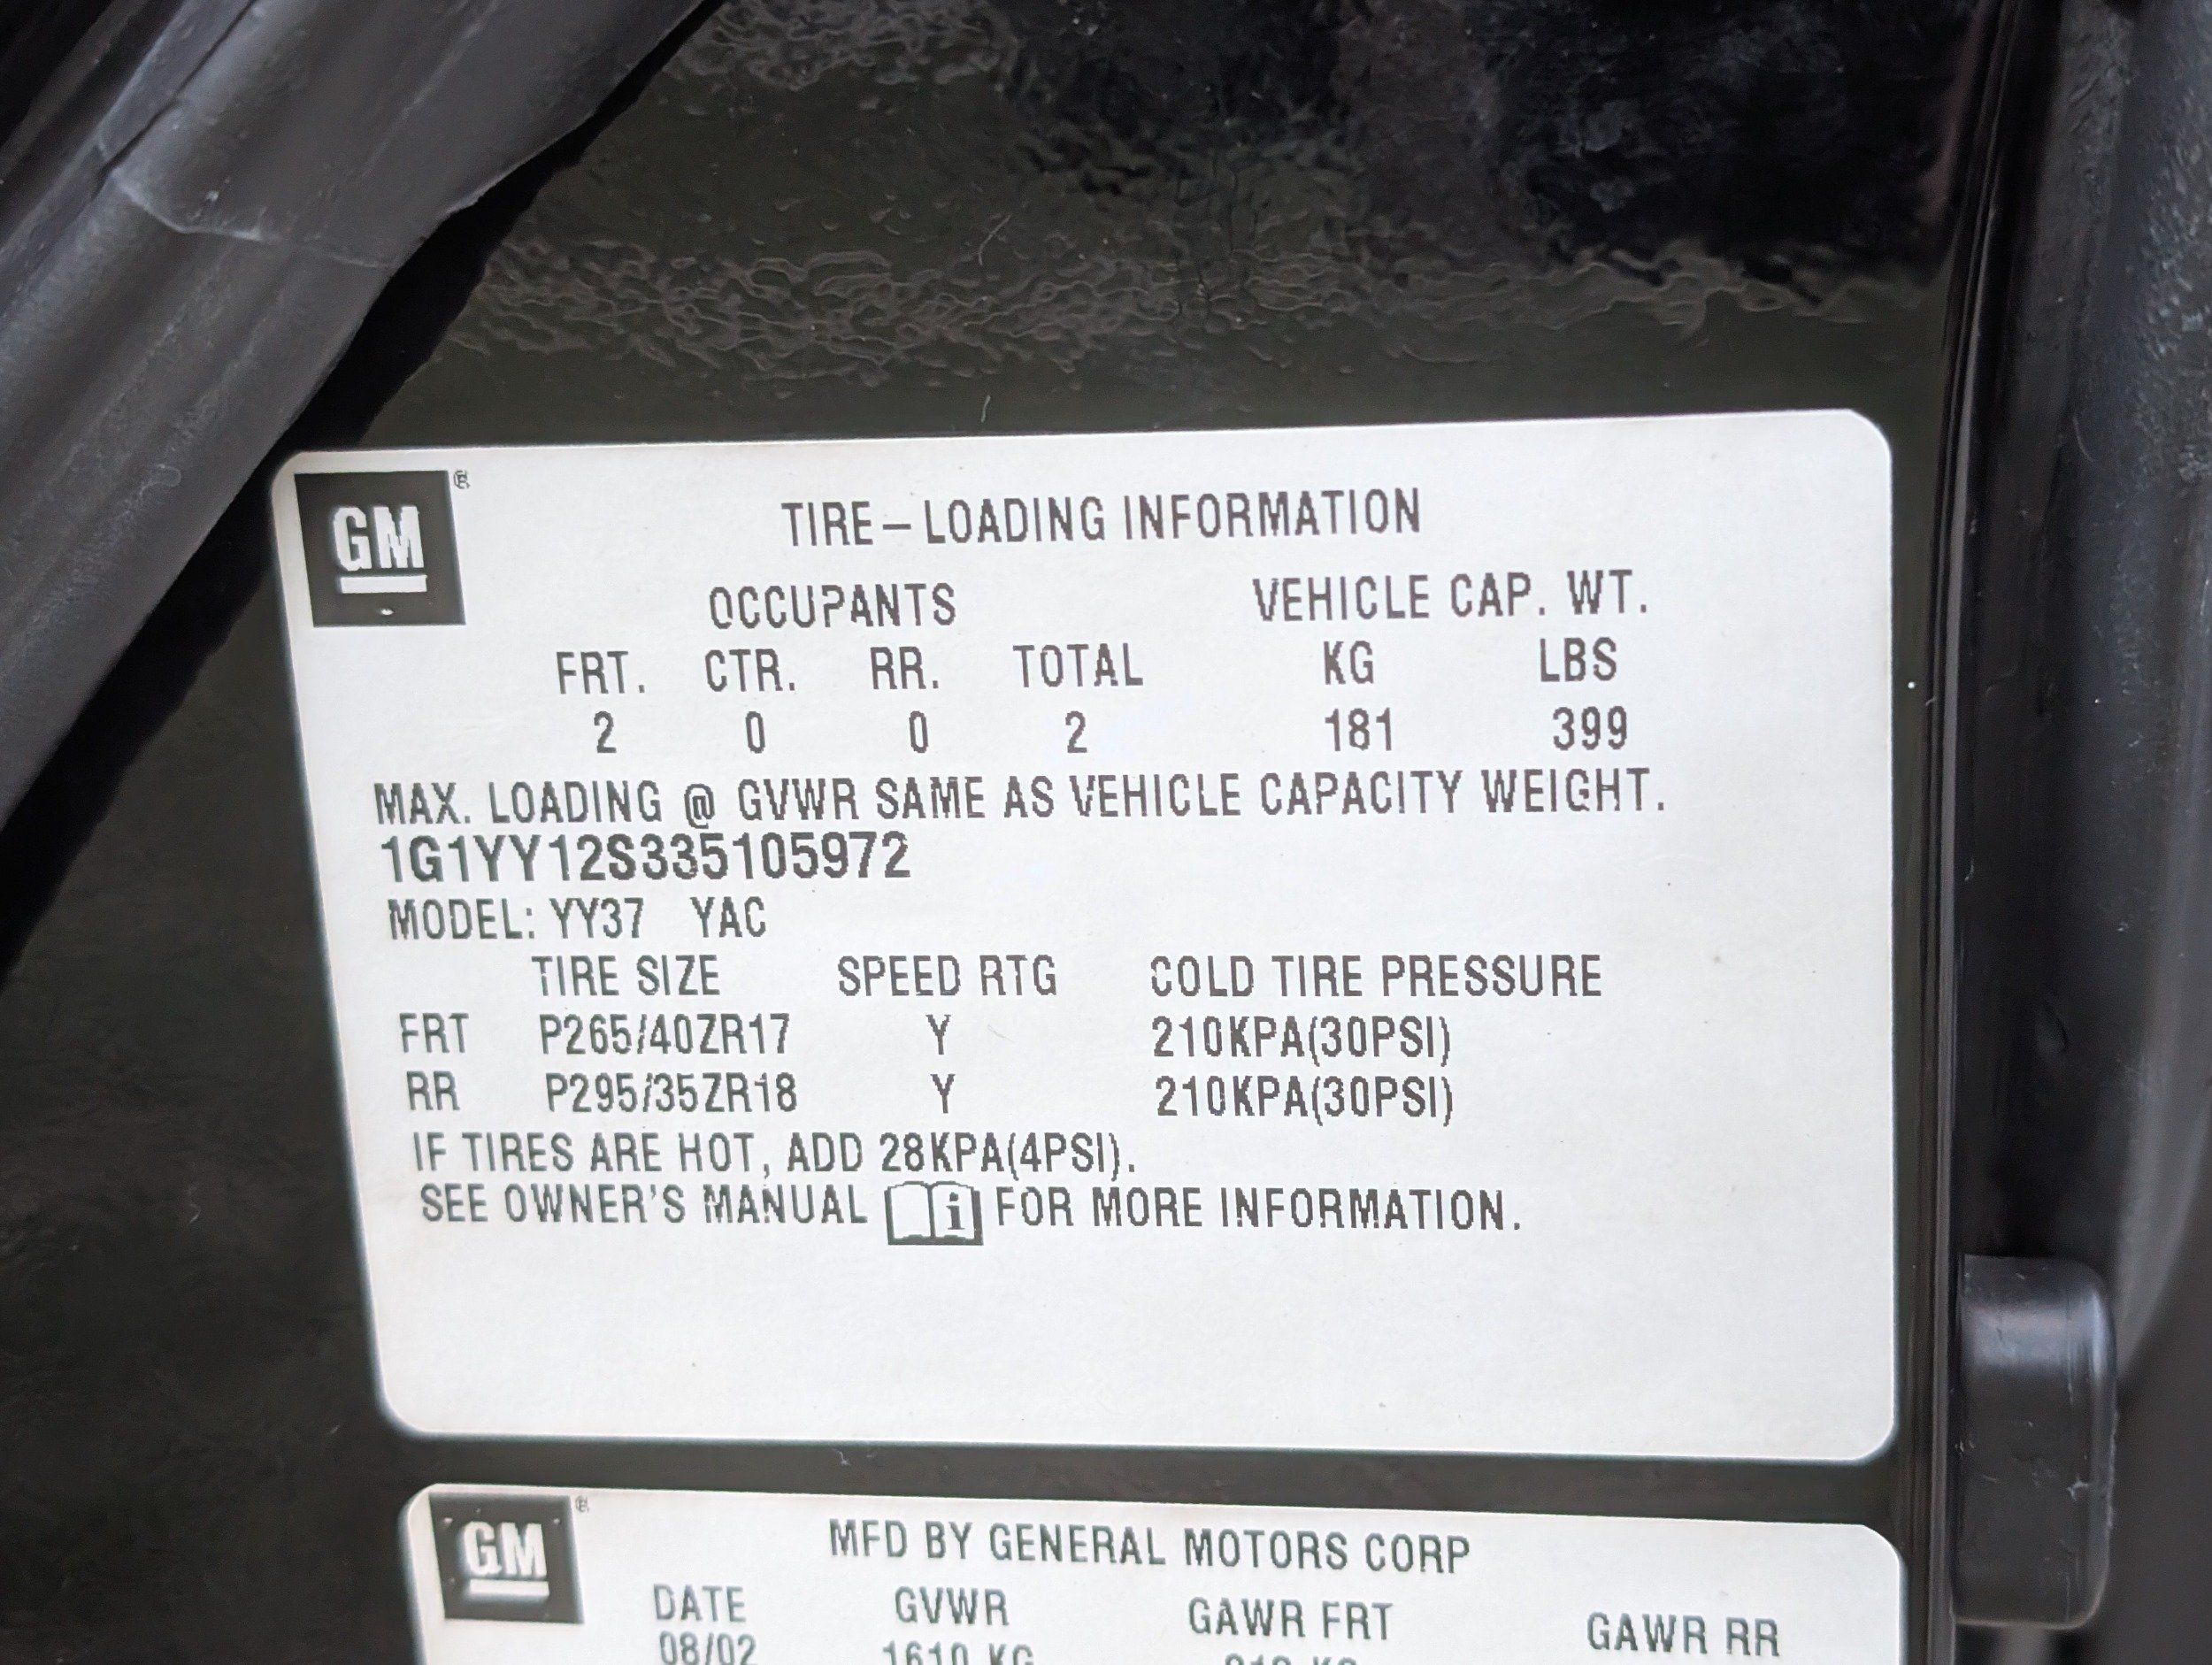 GM®
TIRE – LOADING INFORMATION
OCCUPANTS VEHICLE CAP. WT.
FRT. CTR. RR. TOTAL KG LBS
2 0 0 2 181 399
MAX. LOADING @ GVWR SAME AS VEHICLE CAPACITY WEIGHT.
1G1YY12S335105972
MODEL: YY37 YAC
TIRE SIZE SPEED RTG COLD TIRE PRESSURE
FRT P265/40ZR17 Y 210KPA(30PSI)
RR P295/35ZR18 Y 210KPA(30PSI)
IF TIRES ARE HOT, ADD 28KPA(4PSI).
SEE OWNER'S MANUAL i FOR MORE INFORMATION.
GM®
MFD BY GENERAL MOTORS CORP
DATE GVWR GAWR FRT GAWR RR
08/02 1610 KG KG